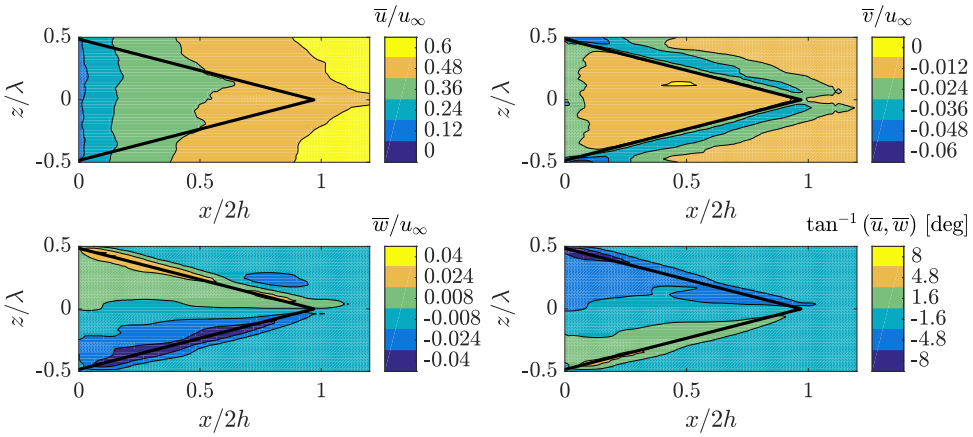 u̅/u∞
0.5
0
-0.5
z/λ
0 0.5 1
x/2h
0.6
0.48
0.36
0.24
0.12
0
v̅/u∞
0.5
0
-0.5
z/λ
0 0.5 1
x/2h
0
-0.012
-0.024
-0.036
-0.048
-0.06
w̅/u∞
0.5
0
-0.5
z/λ
0 0.5 1
x/2h
0.04
0.024
0.008
-0.008
-0.024
-0.04
tan⁻¹ (u̅, w̅) [deg]
0.5
0
-0.5
z/λ
0 0.5 1
x/2h
8
4.8
1.6
-1.6
-4.8
-8